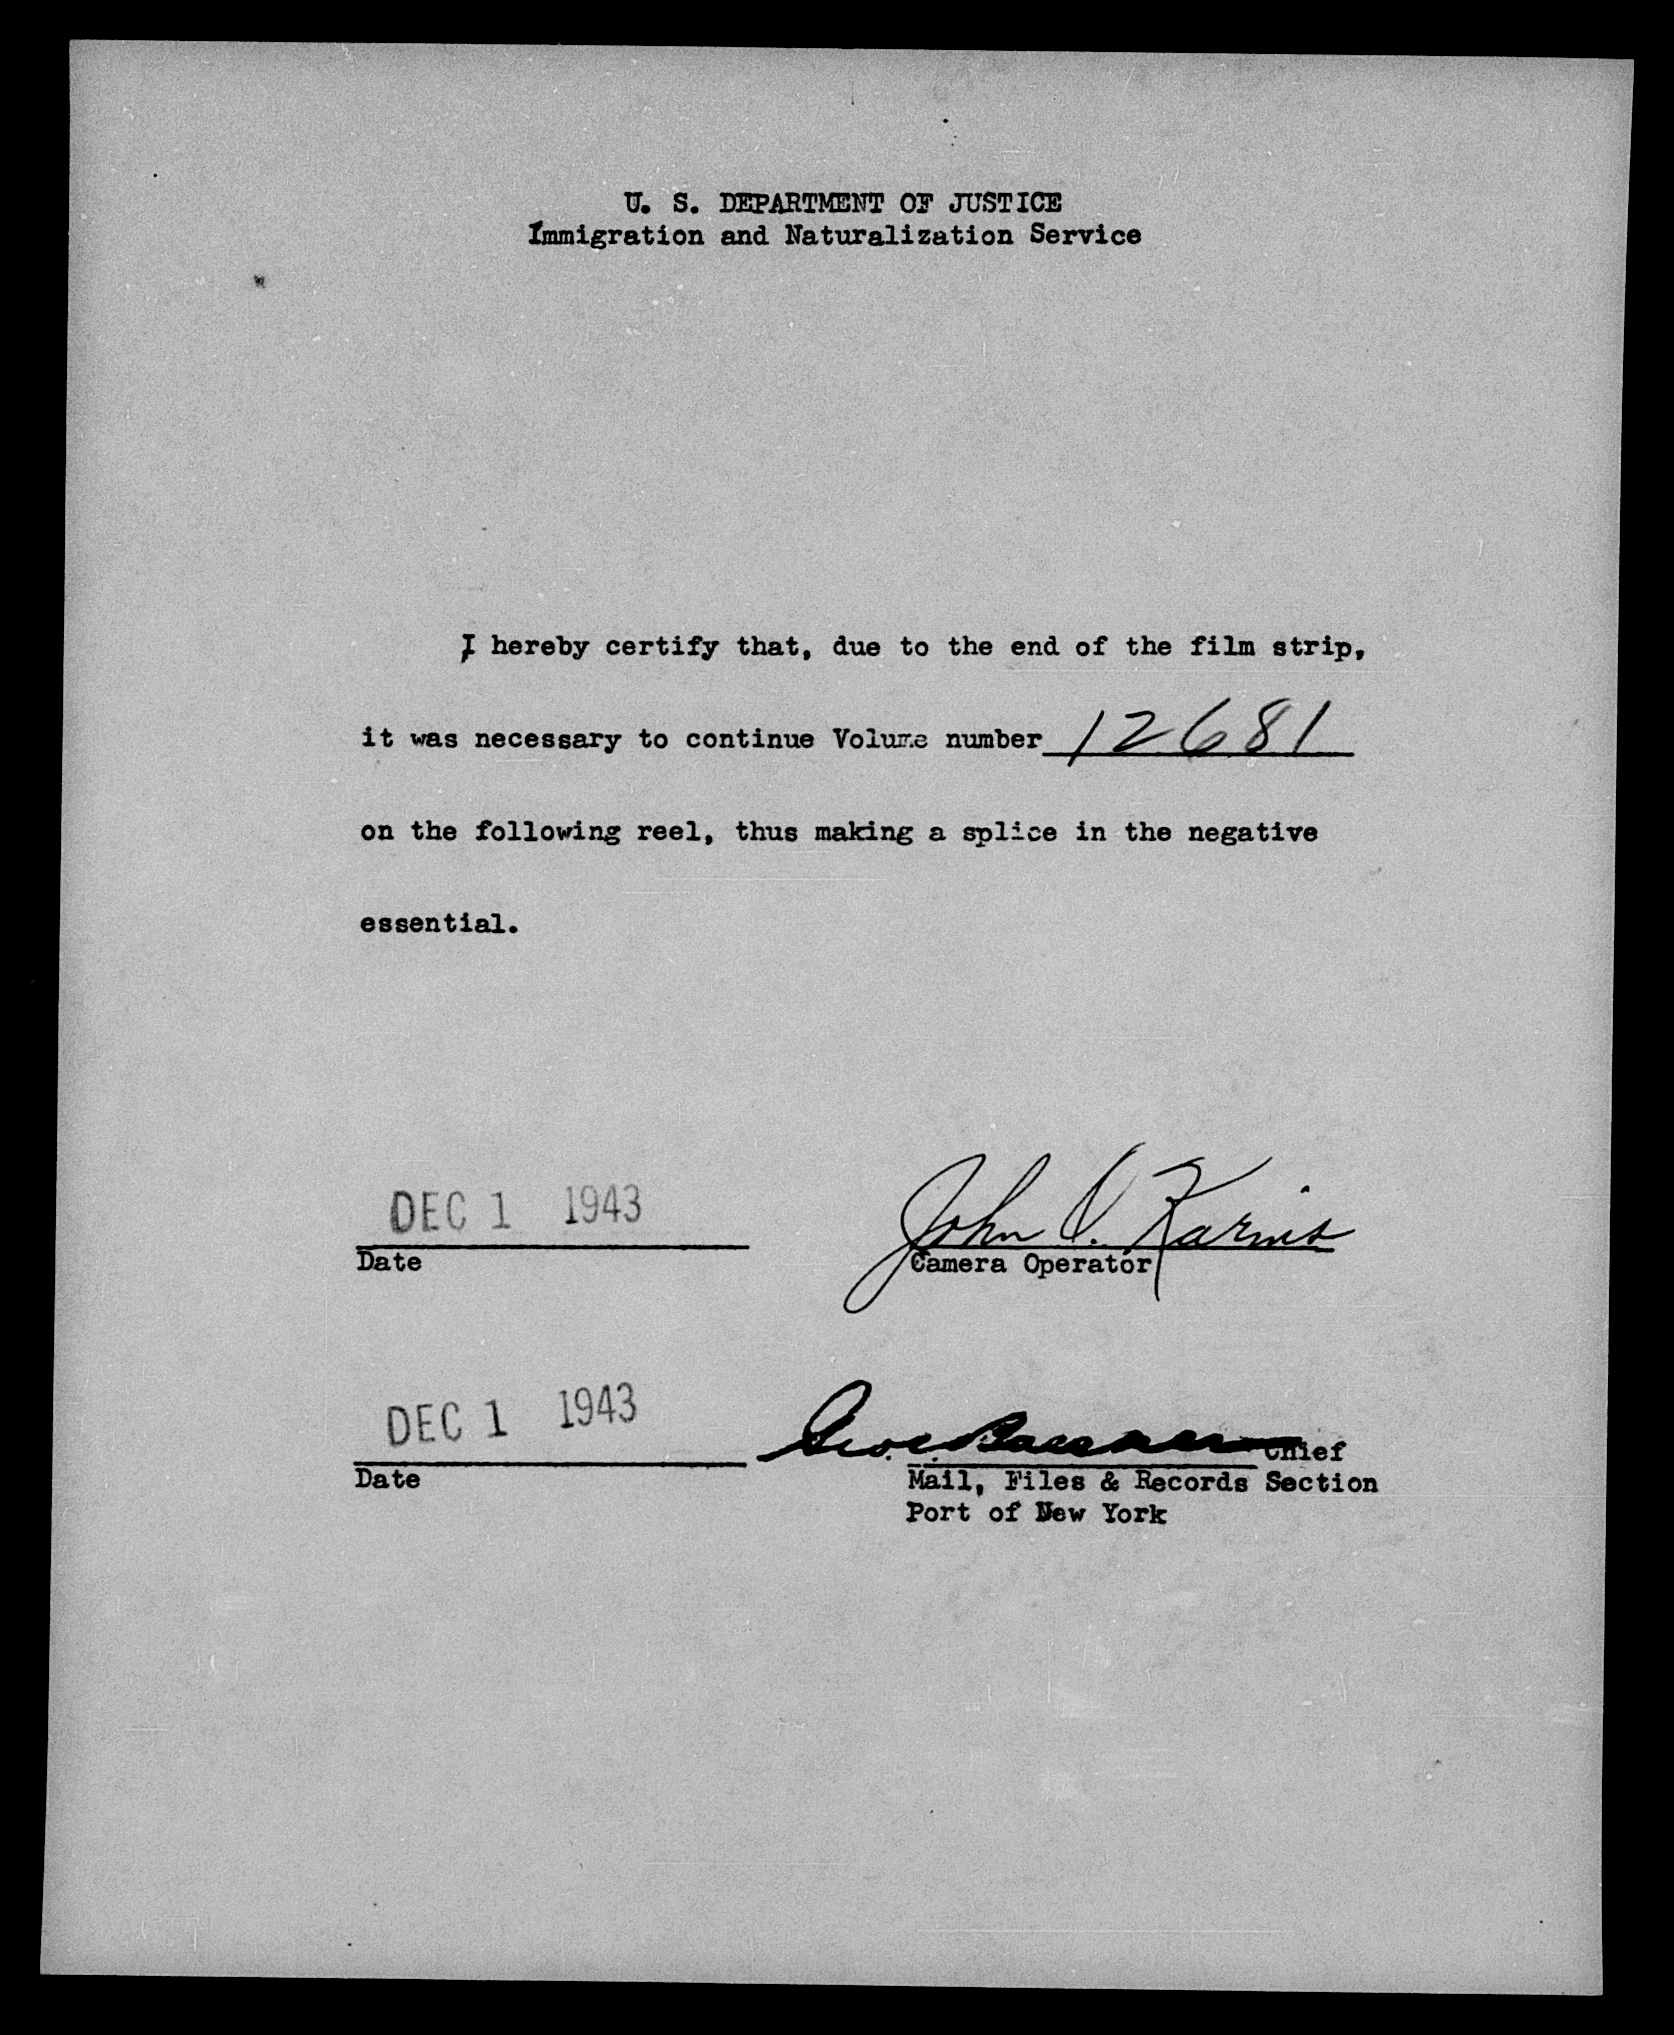 U. S. DEPARTMENT OF JUSTICE
Immigration and Naturalization Service
I hereby certify that, due to the end of the film strip,
it was necessary to continue Volume number 12681
on the following reel, thus making a splice in the negative
essential.
DEC 1 1943
John Karins
Date
Camera Operator
DEC 1 1943
Geo. Chief
Date
Mail, Files & Records Section
Port of New York